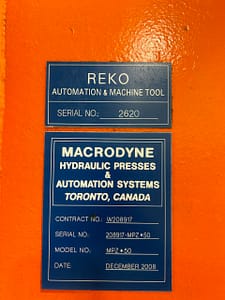 REKO
AUTOMATION & MACHINE TOOL
SERIAL NO.: 2620
MACRODYNE
HYDRAULIC PRESSES
&
AUTOMATION SYSTEMS
TORONTO, CANADA
CONTRACT NO.: W208917
SERIAL NO.: 208917-MPZ*50
MODEL NO.: MPZ*50
DATE: DECEMBER 2008